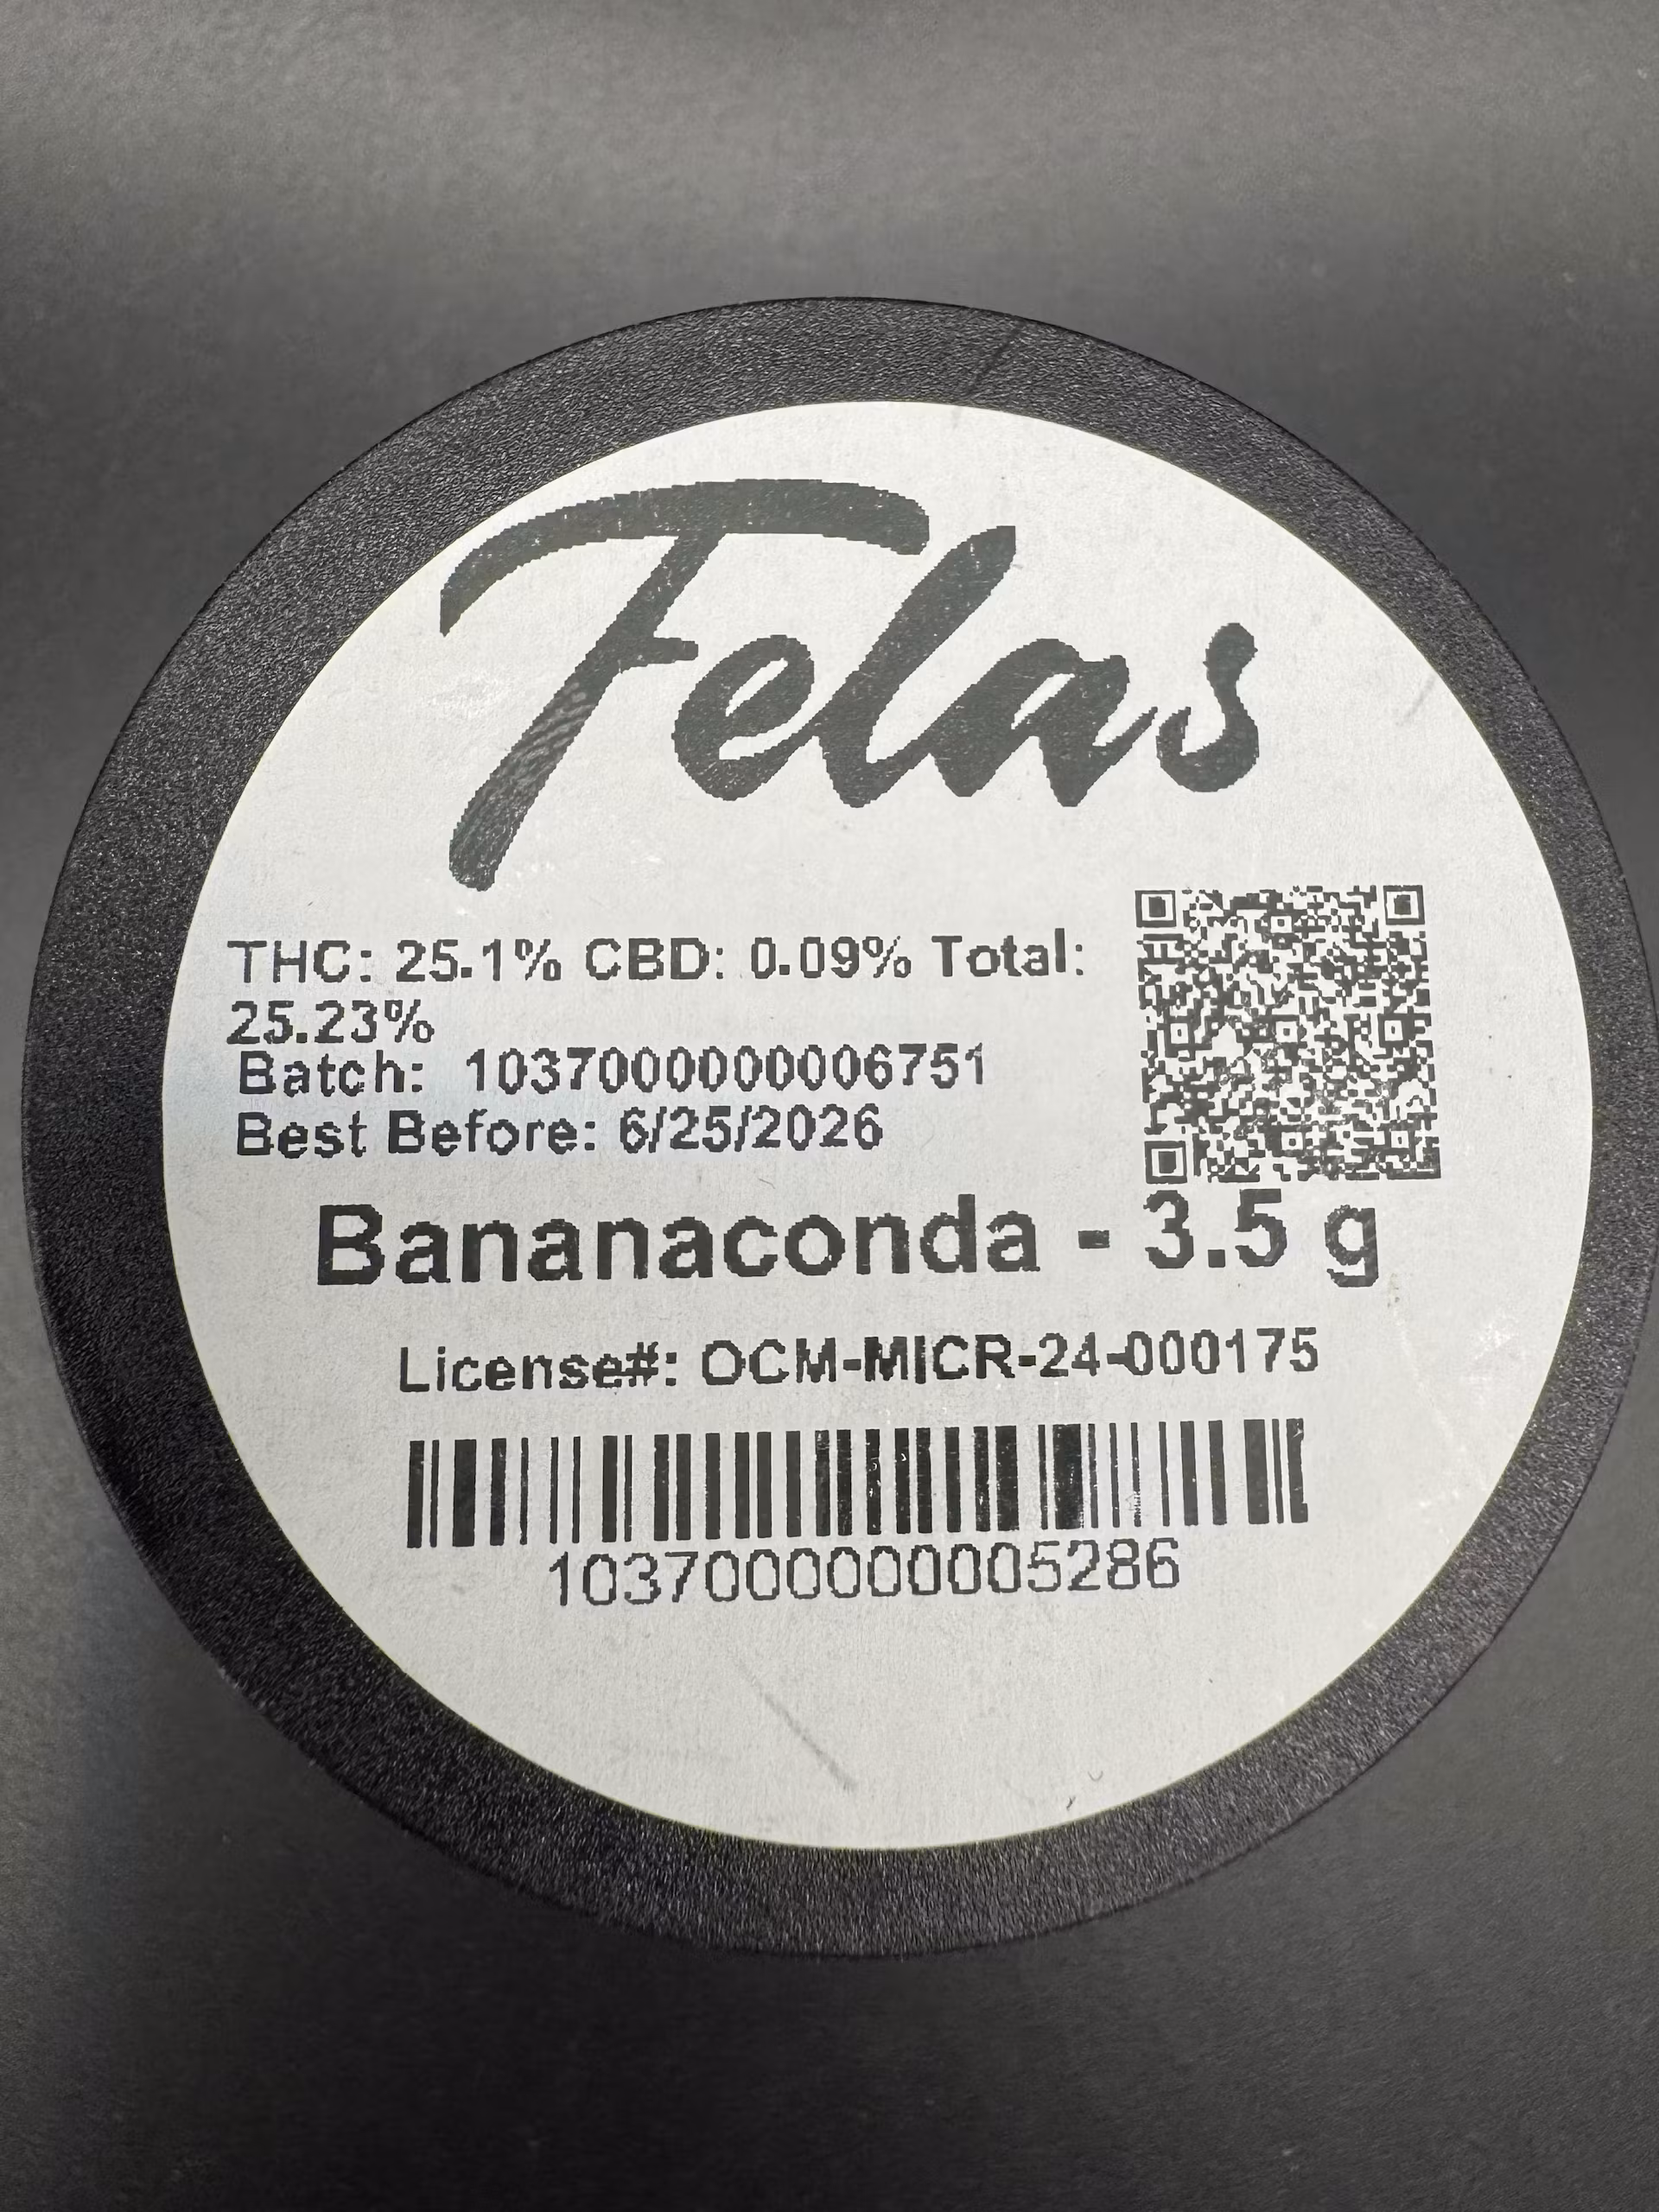 Felas
THC: 25.1% CBD: 0.09% Total:
25.23%
Batch: 1037000000006751
Best Before: 6/25/2026
Bananaconda - 3.5 g
License#: OCM-MICR-24-000175
1037000000005286